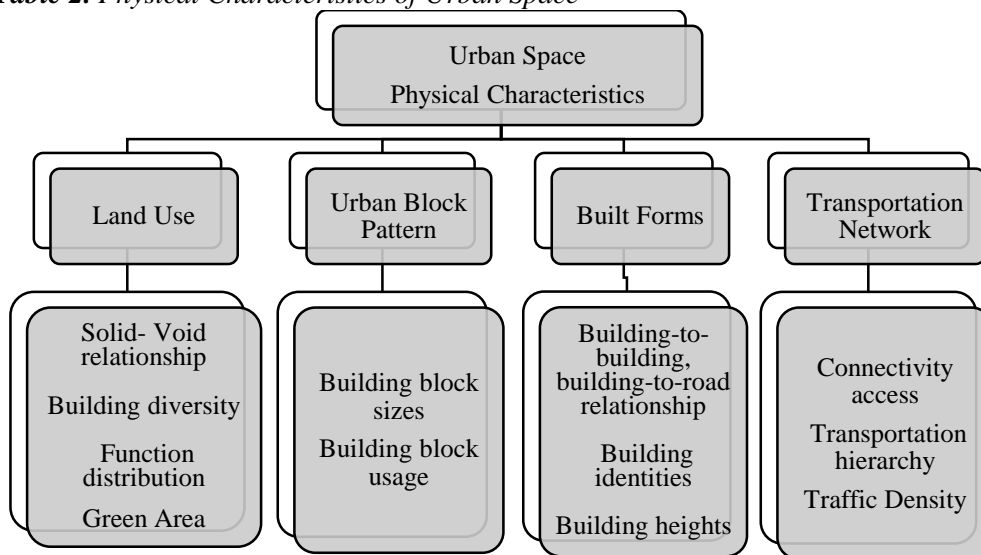 Table 2. Physical Characteristics of Urban Space
Urban Space
Physical Characteristics
Land Use
Urban Block
Pattern
Built Forms
Transportation
Network
Solid- Void
relationship
Building diversity
Function
distribution
Green Area
Building block
sizes
Building block
usage
Building-to-
building,
building-to-road
relationship
Building
identities
Building heights
Connectivity
access
Transportation
hierarchy
Traffic Density